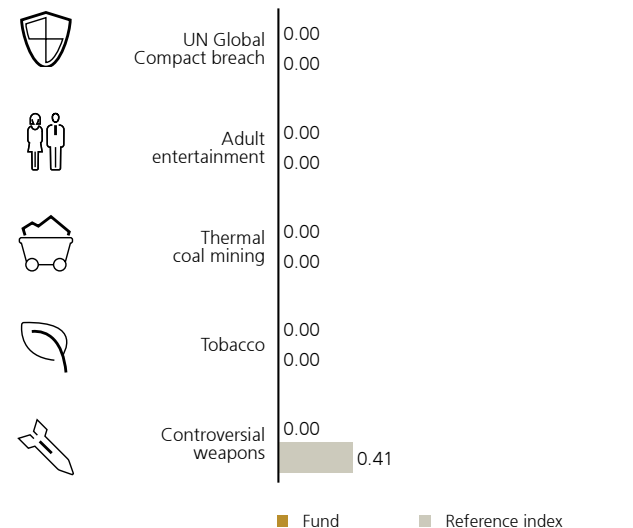 UN Global
Compact breach
0.00
0.00
Adult
entertainment
0.00
0.00
Thermal
coal mining
0.00
0.00
Tobacco
0.00
0.00
Controversial
weapons
0.00
0.41
Fund
Reference index